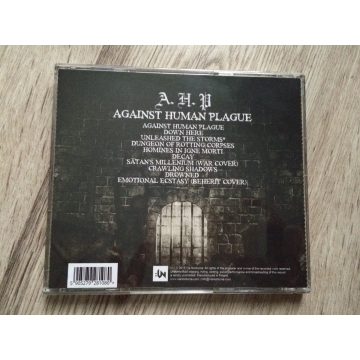 A. H. P
AGAINST HUMAN PLAGUE
AGAINST HUMAN PLAGUE
DOWN HERE
UNLEASHED THE STORMS*
DUNGEON OF ROTTING CORPSES
HOMINES IN IGNE MORTI
DECAY
SATAN'S MILLENIUM (WAR COVER)
CRAWLING SHADOWS
DROWNED
EMOTIONAL ECSTASY (BEHERIT COVER)